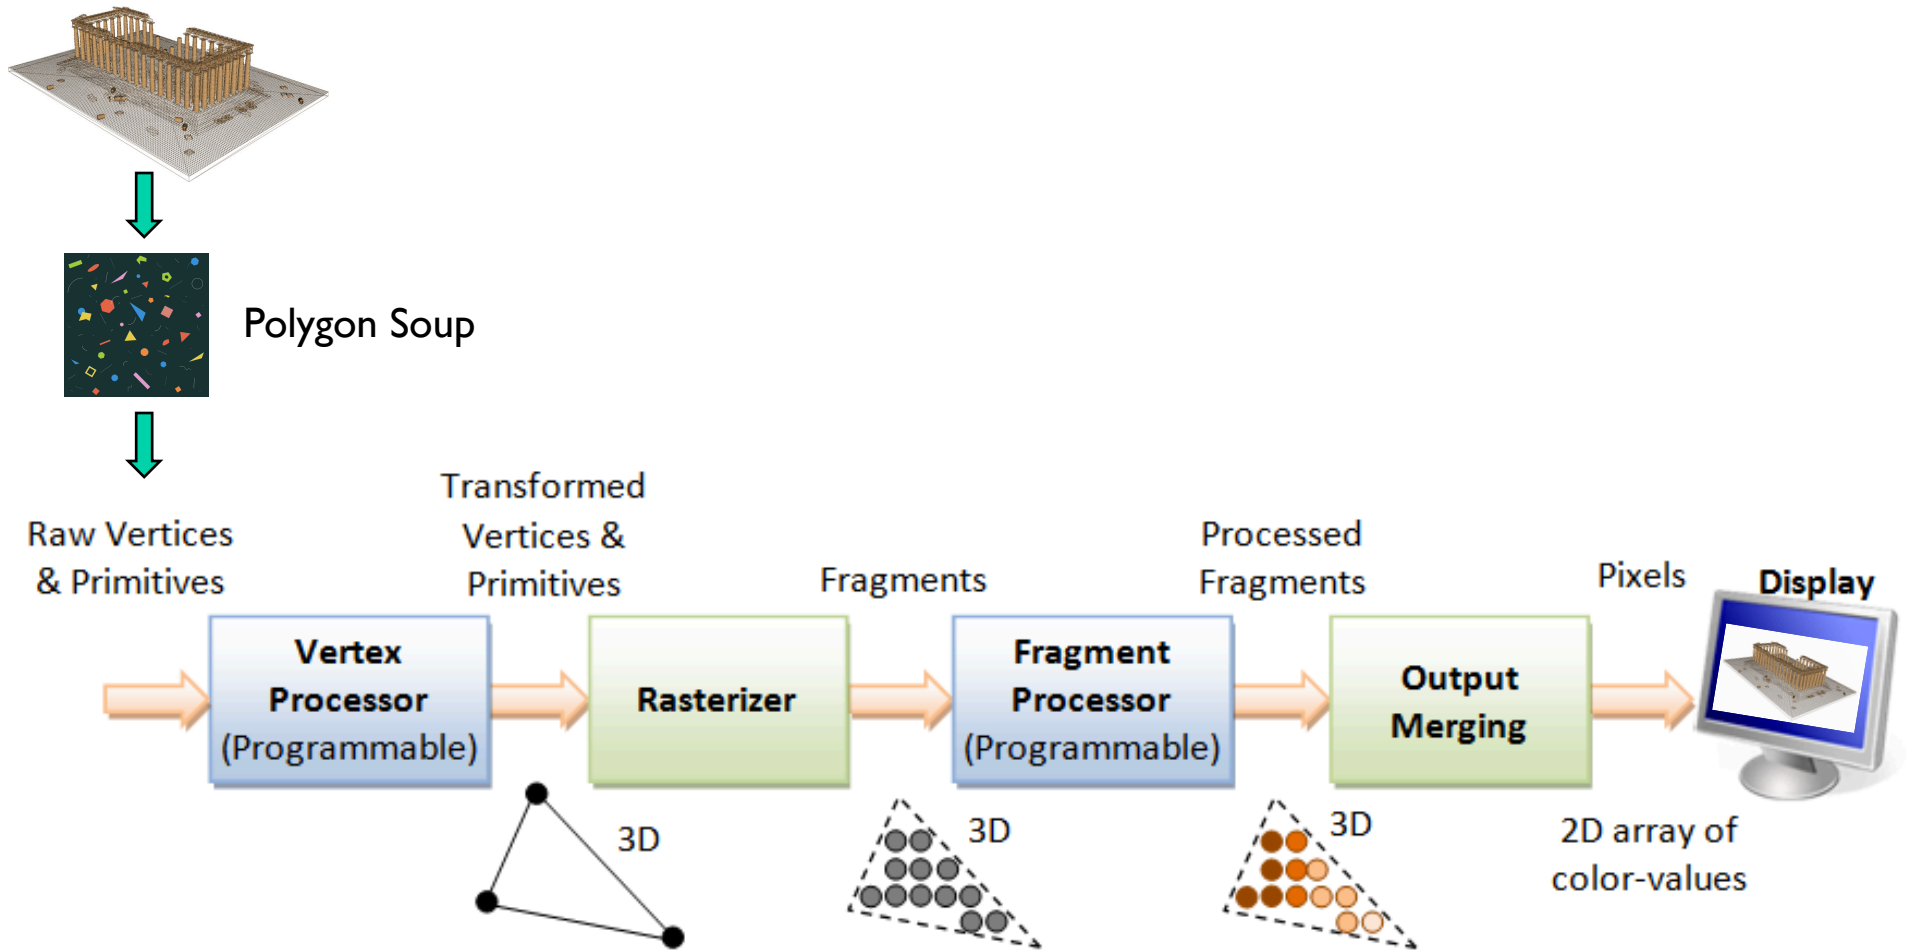 Polygon Soup
Raw Vertices
& Primitives
Transformed
Vertices &
Primitives
Fragments
Processed
Fragments
Pixels
Display
Vertex
Processor
(Programmable)
Rasterizer
Fragment
Processor
(Programmable)
Output
Merging
3D
3D
3D
2D array of
color-values